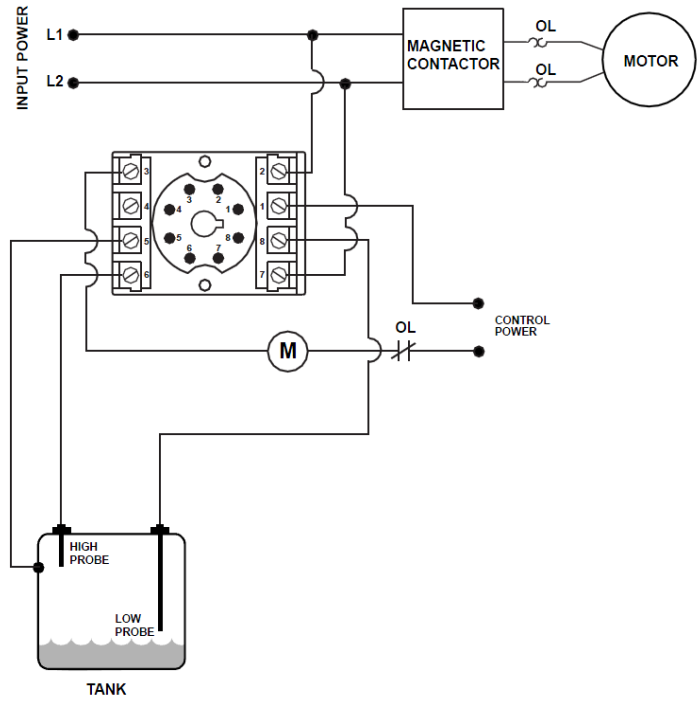 INPUT POWER
L1
L2
MAGNETIC
CONTACTOR
OL
OL
MOTOR
3
4
5
6
3
2
4
1
5
8
6
7
2
1
8
7
CONTROL
POWER
M
OL
HIGH
PROBE
LOW
PROBE
TANK